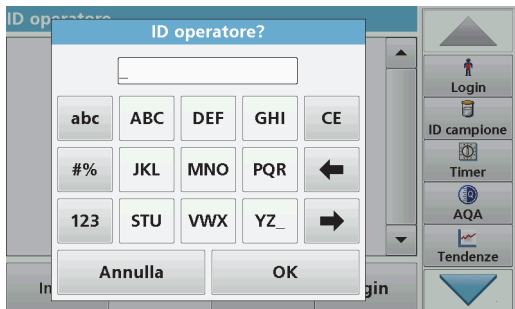 ID operatore
ID operatore?
_
abc ABC DEF GHI CE
#% JKL MNO PQR
123 STU VWX YZ_
Annulla OK
Login
ID campione
Timer
AQA
Tendenze